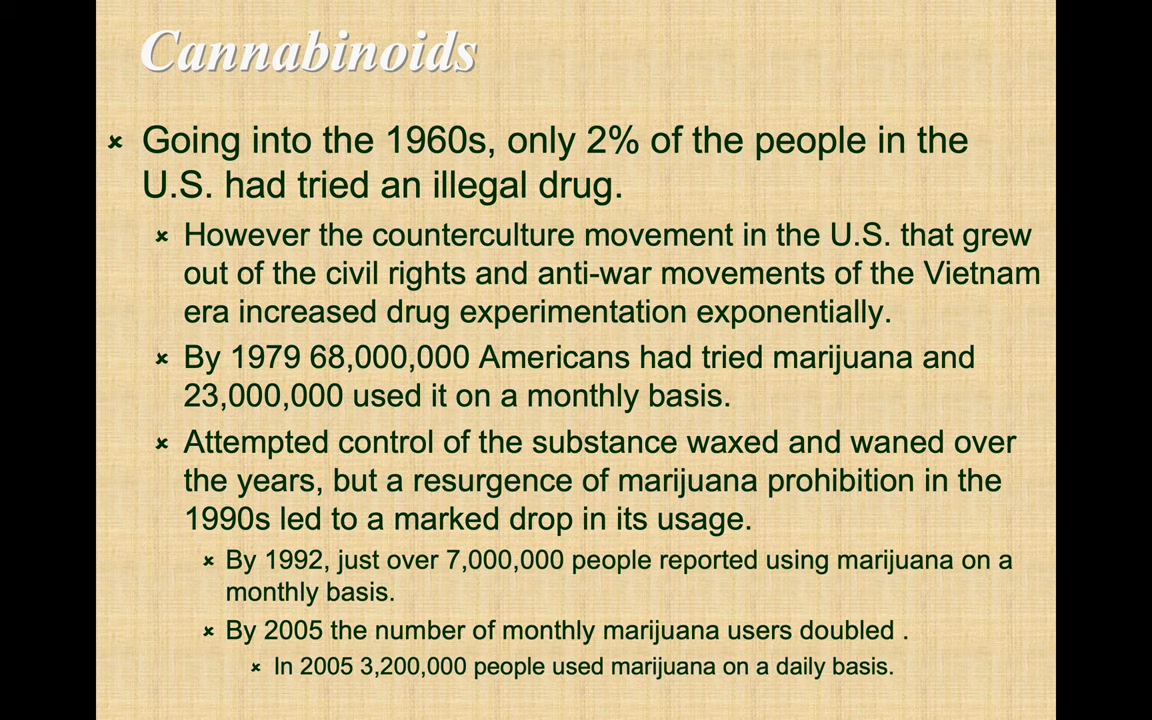 Cannabinoids
Going into the 1960s, only 2% of the people in the
U.S. had tried an illegal drug.
However the counterculture movement in the U.S. that grew
out of the civil rights and anti-war movements of the Vietnam
era increased drug experimentation exponentially.
By 1979 68,000,000 Americans had tried marijuana and
23,000,000 used it on a monthly basis.
Attempted control of the substance waxed and waned over
the years, but a resurgence of marijuana prohibition in the
1990s led to a marked drop in its usage.
By 1992, just over 7,000,000 people reported using marijuana on a
monthly basis.
By 2005 the number of monthly marijuana users doubled .
In 2005 3,200,000 people used marijuana on a daily basis.